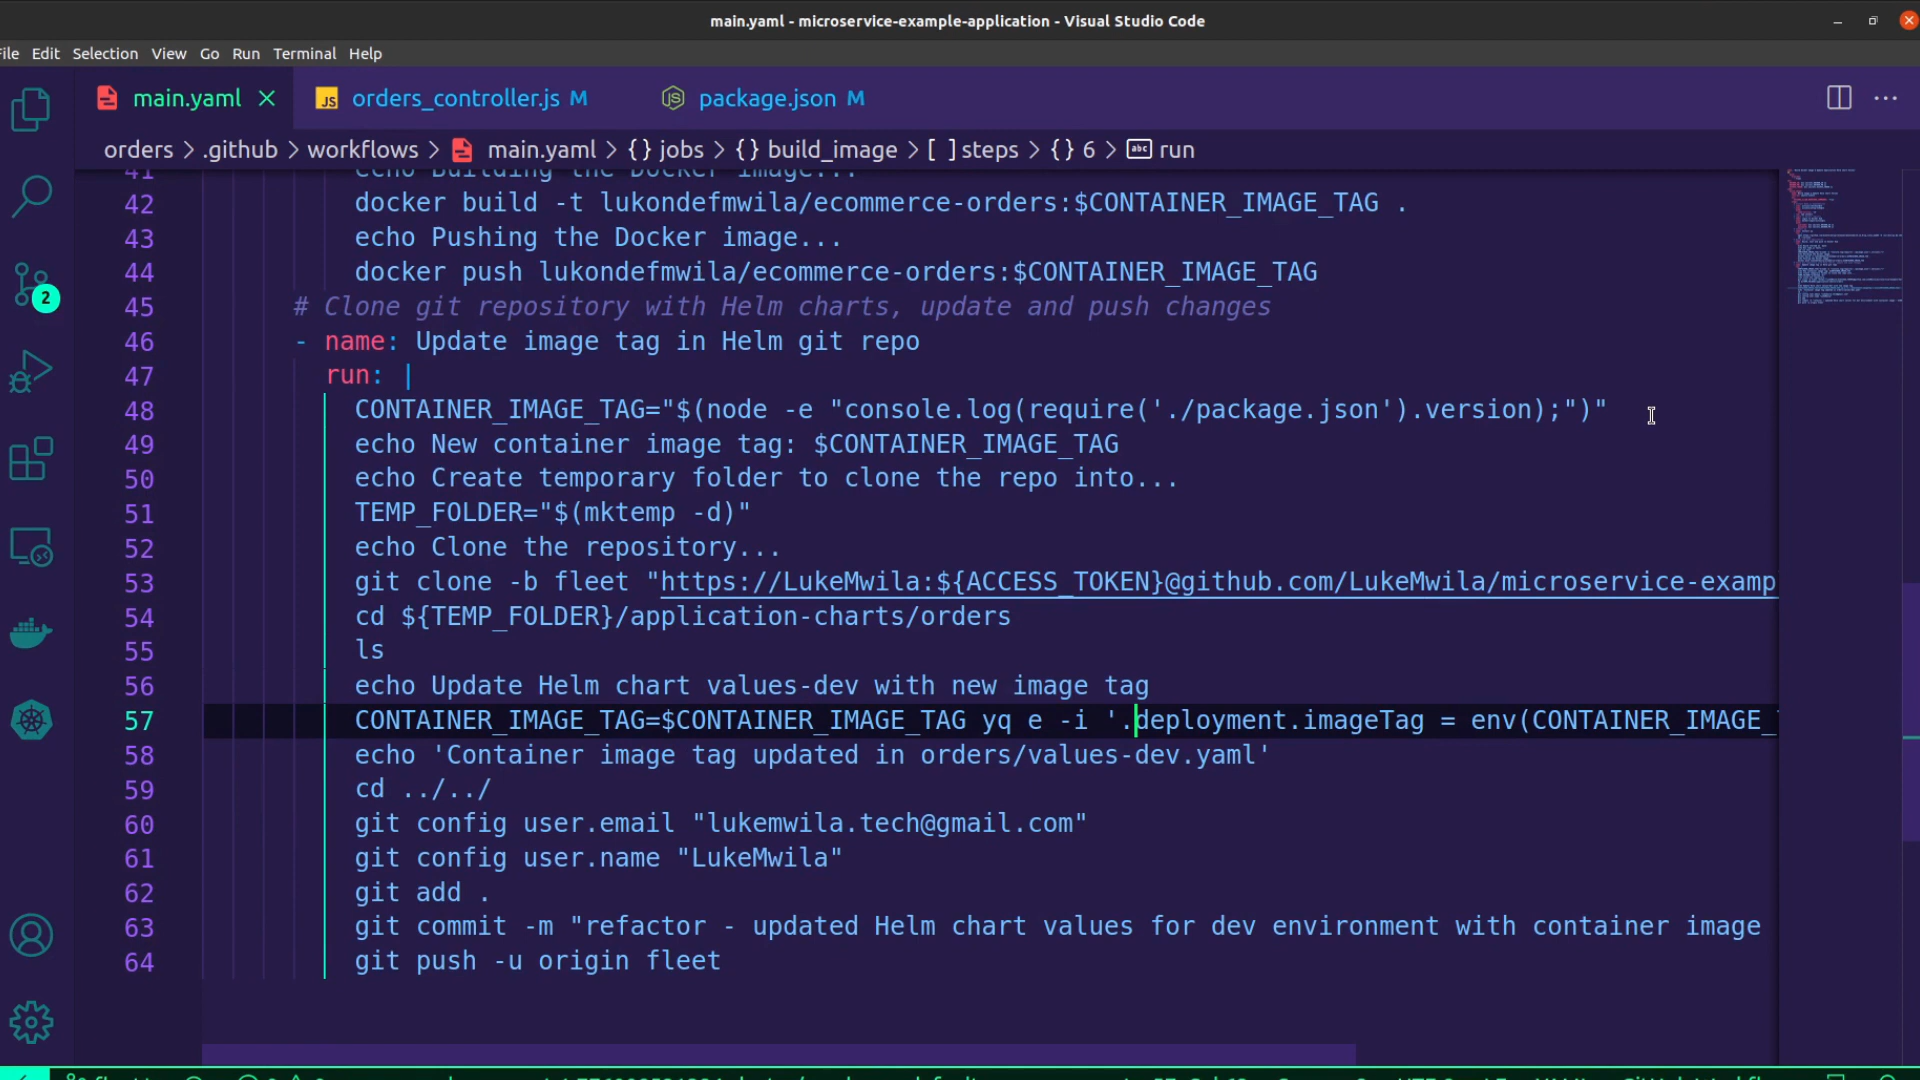 main.yaml - microservice-example-application - Visual Studio Code
File Edit Selection View Go Run Terminal Help
main.yaml JS orders_controller.js M package.json M
orders > .github > workflows > main.yaml > {} jobs > {} build_image > [ ] steps > {} 6 > abc run
41 echo Building the Docker image...
42 docker build -t lukondefmwila/ecommerce-orders:$CONTAINER_IMAGE_TAG .
43 echo Pushing the Docker image...
44 docker push lukondefmwila/ecommerce-orders:$CONTAINER_IMAGE_TAG
45 # Clone git repository with Helm charts, update and push changes
46 - name: Update image tag in Helm git repo
47 run: |
48 CONTAINER_IMAGE_TAG="$(node -e "console.log(require('./package.json').version);")"
49 echo New container image tag: $CONTAINER_IMAGE_TAG
50 echo Create temporary folder to clone the repo into...
51 TEMP_FOLDER="$(mktemp -d)"
52 echo Clone the repository...
53 git clone -b fleet "https://LukeMwila:${ACCESS_TOKEN}@github.com/LukeMwila/microservice-examp
54 cd ${TEMP_FOLDER}/application-charts/orders
55 ls
56 echo Update Helm chart values-dev with new image tag
57 CONTAINER_IMAGE_TAG=$CONTAINER_IMAGE_TAG yq e -i '.deployment.imageTag = env(CONTAINER_IMAGE_
58 echo 'Container image tag updated in orders/values-dev.yaml'
59 cd ../../
60 git config user.email "lukemwila.tech@gmail.com"
61 git config user.name "LukeMwila"
62 git add .
63 git commit -m "refactor - updated Helm chart values for dev environment with container image
64 git push -u origin fleet
2